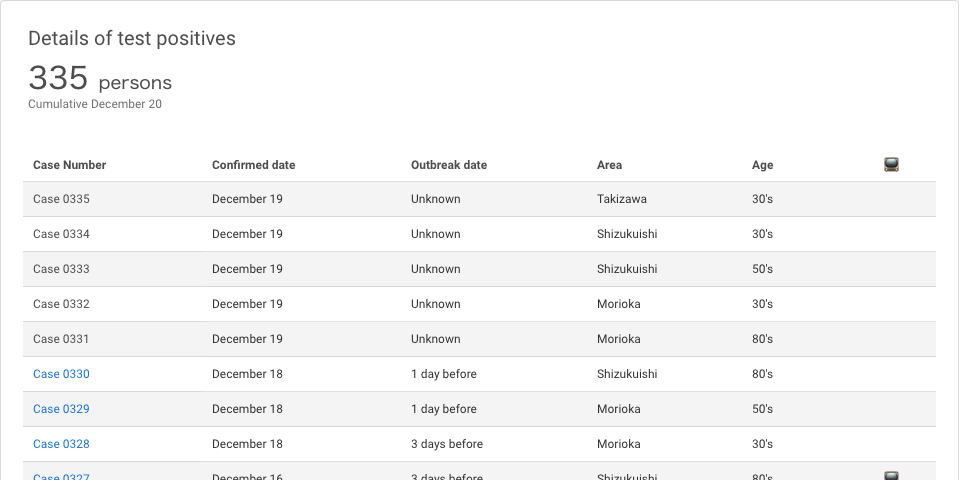 Details of test positives
335 persons
Cumulative December 20
Case Number Confirmed date Outbreak date Area Age
Case 0335 December 19 Unknown Takizawa 30's
Case 0334 December 19 Unknown Shizukuishi 30's
Case 0333 December 19 Unknown Shizukuishi 50's
Case 0332 December 19 Unknown Morioka 30's
Case 0331 December 19 Unknown Morioka 80's
Case 0330 December 18 1 day before Shizukuishi 80's
Case 0329 December 18 1 day before Morioka 50's
Case 0328 December 18 3 days before Morioka 30's
Case 0327 December 16 3 days before Shizukuishi 80's